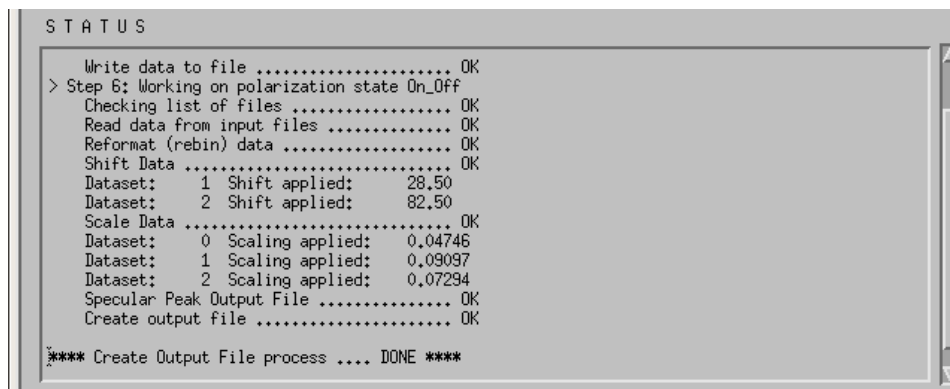 S T A T U S
Write data to file ...................... OK
> Step 6: Working on polarization state On_Off
Checking list of files .................. OK
Read data from input files .............. OK
Reformat (rebin) data ................... OK
Shift Data .............................. OK
Dataset: 1 Shift applied: 28.50
Dataset: 2 Shift applied: 82.50
Scale Data .............................. OK
Dataset: 0 Scaling applied: 0.04746
Dataset: 1 Scaling applied: 0.09097
Dataset: 2 Scaling applied: 0.07294
Specular Peak Output File ............... OK
Create output file ...................... OK
**** Create Output File process .... DONE ****